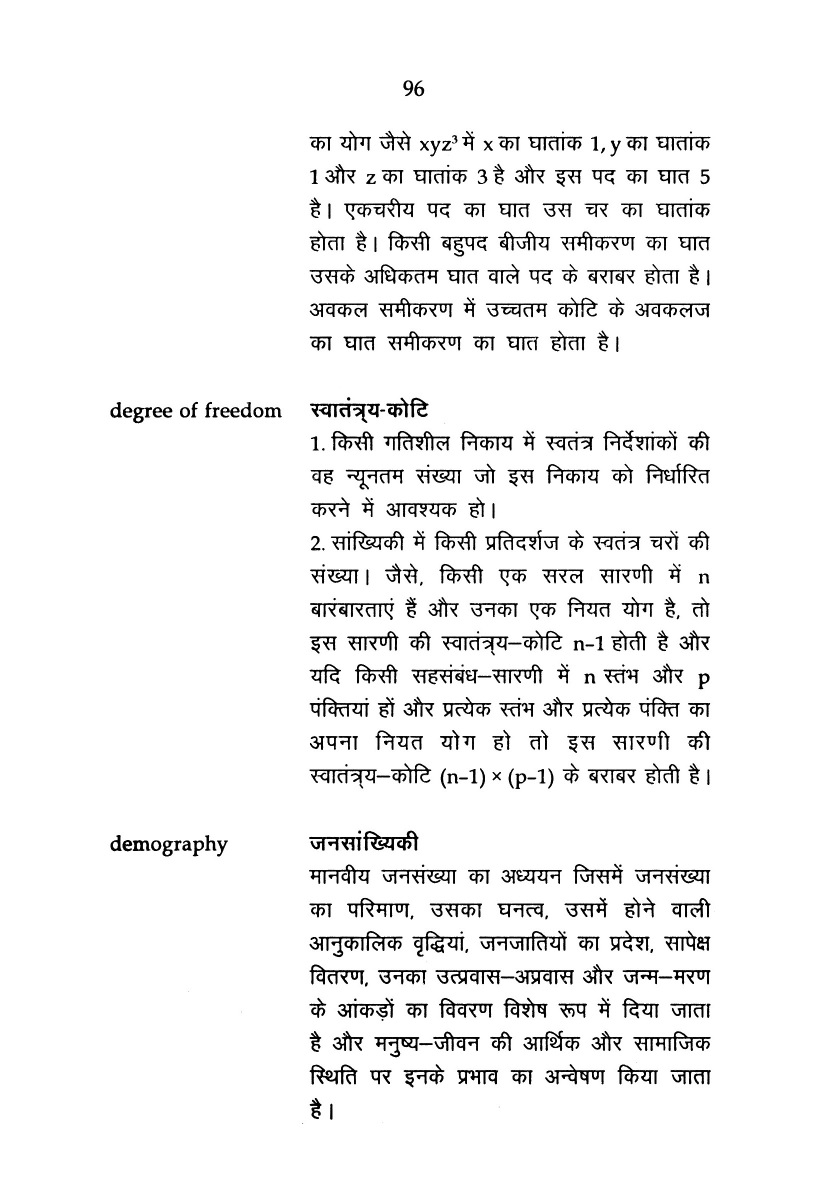 96
का योग जैसे xyz³ में x का घातांक 1, y का घातांक
1 और z का घातांक 3 है और इस पद का घात 5
है। एकचरीय पद का घात उस चर का घातांक
होता है। किसी बहुपद बीजीय समीकरण का घात
उसके अधिकतम घात वाले पद के बराबर होता है।
अवकल समीकरण में उच्चतम कोटि के अवकलज
का घात समीकरण का घात होता है।
degree of freedom स्वातंत्र्य-कोटि
1. किसी गतिशील निकाय में स्वतंत्र निर्देशांकों की
वह न्यूनतम संख्या जो इस निकाय को निर्धारित
करने में आवश्यक हो।
2. सांख्यिकी में किसी प्रतिदर्शज के स्वतंत्र चरों की
संख्या। जैसे, किसी एक सरल सारणी में n
बारंबारताएं हैं और उनका एक नियत योग है, तो
इस सारणी की स्वातंत्र्य–कोटि n–1 होती है और
यदि किसी सहसंबंध–सारणी में n स्तंभ और p
पंक्तियां हों और प्रत्येक स्तंभ और प्रत्येक पंक्ति का
अपना नियत योग हो तो इस सारणी की
स्वातंत्र्य–कोटि (n–1) × (p–1) के बराबर होती है।
demography जनसांख्यिकी
मानवीय जनसंख्या का अध्ययन जिसमें जनसंख्या
का परिमाण, उसका घनत्व, उसमें होने वाली
आनुकालिक वृद्धियां, जनजातियों का प्रदेश, सापेक्ष
वितरण, उनका उत्प्रवास–अप्रवास और जन्म–मरण
के आंकड़ों का विवरण विशेष रूप में दिया जाता
है और मनुष्य–जीवन की आर्थिक और सामाजिक
स्थिति पर इनके प्रभाव का अन्वेषण किया जाता
है।